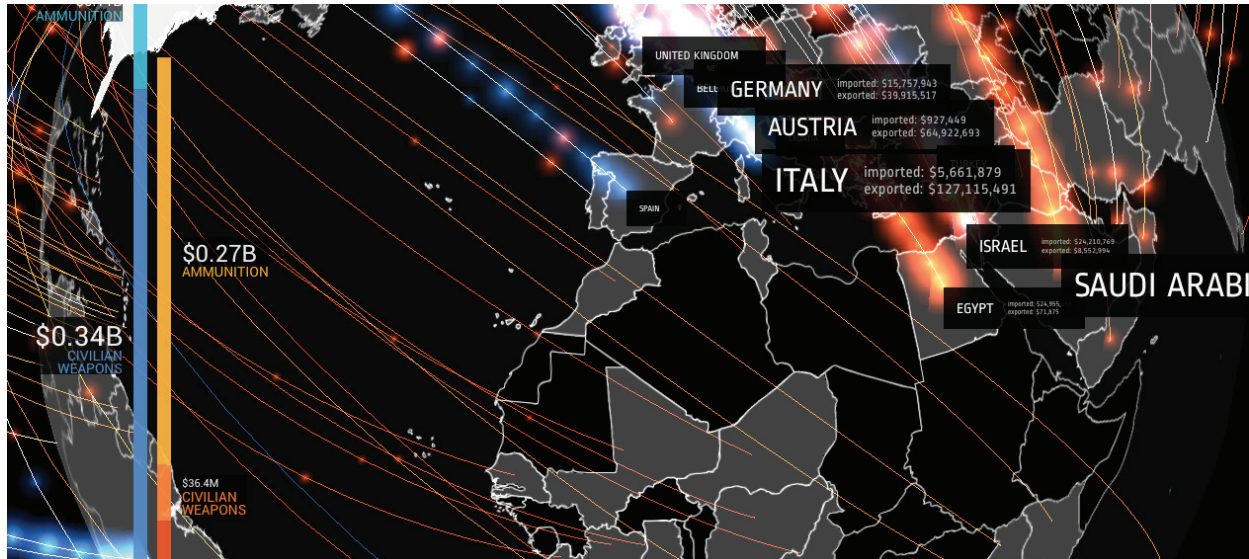 AMMUNITION
UNITED KINGDOM
GERMANY
imported: $15,757,943
exported: $39,915,517
AUSTRIA
imported: $927,449
exported: $64,922,693
TURKEY
ITALY
imported: $5,661,879
exported: $127,115,491
SPAIN
$0.27B
AMMUNITION
ISRAEL
imported: $24,210,769
exported: $8,552,994
SAUDI ARABI
EGYPT
imported: $24,955,
exported: $71,875
$0.34B
CIVILIAN
WEAPONS
$36.4M
CIVILIAN
WEAPONS